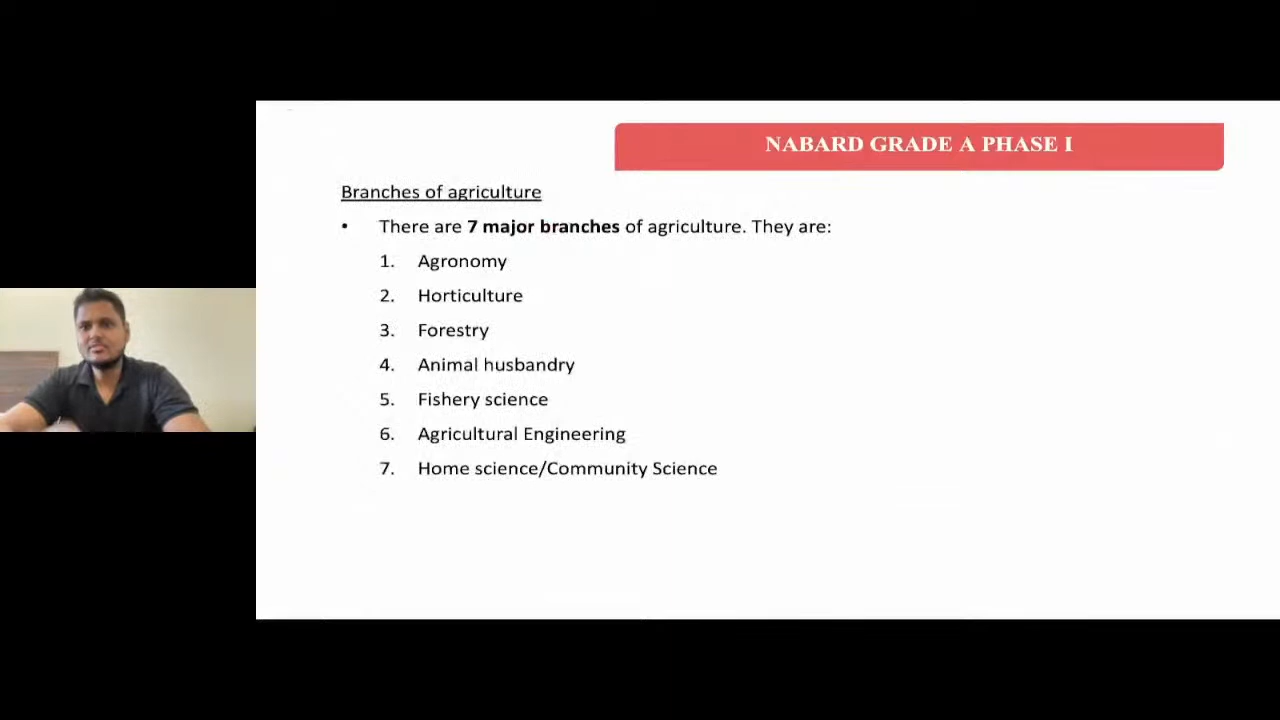 NABARD GRADE A PHASE I
Branches of agriculture
• There are 7 major branches of agriculture. They are:
1. Agronomy
2. Horticulture
3. Forestry
4. Animal husbandry
5. Fishery science
6. Agricultural Engineering
7. Home science/Community Science